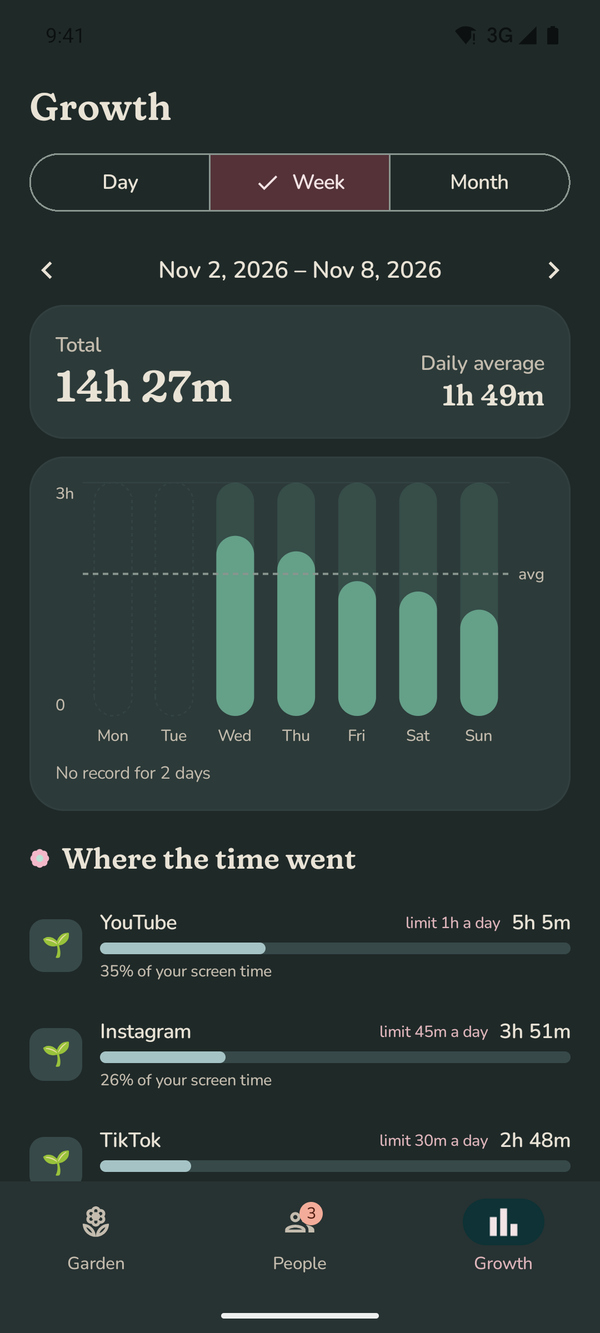 9:41
3G
Growth
Day
Week
Month
Nov 2, 2026 – Nov 8, 2026
Total
14h 27m
Daily average
1h 49m
3h
avg
0
Mon Tue Wed Thu Fri Sat Sun
No record for 2 days
Where the time went
YouTube limit 1h a day 5h 5m
35% of your screen time
Instagram limit 45m a day 3h 51m
26% of your screen time
TikTok limit 30m a day 2h 48m
3
Garden
People
Growth